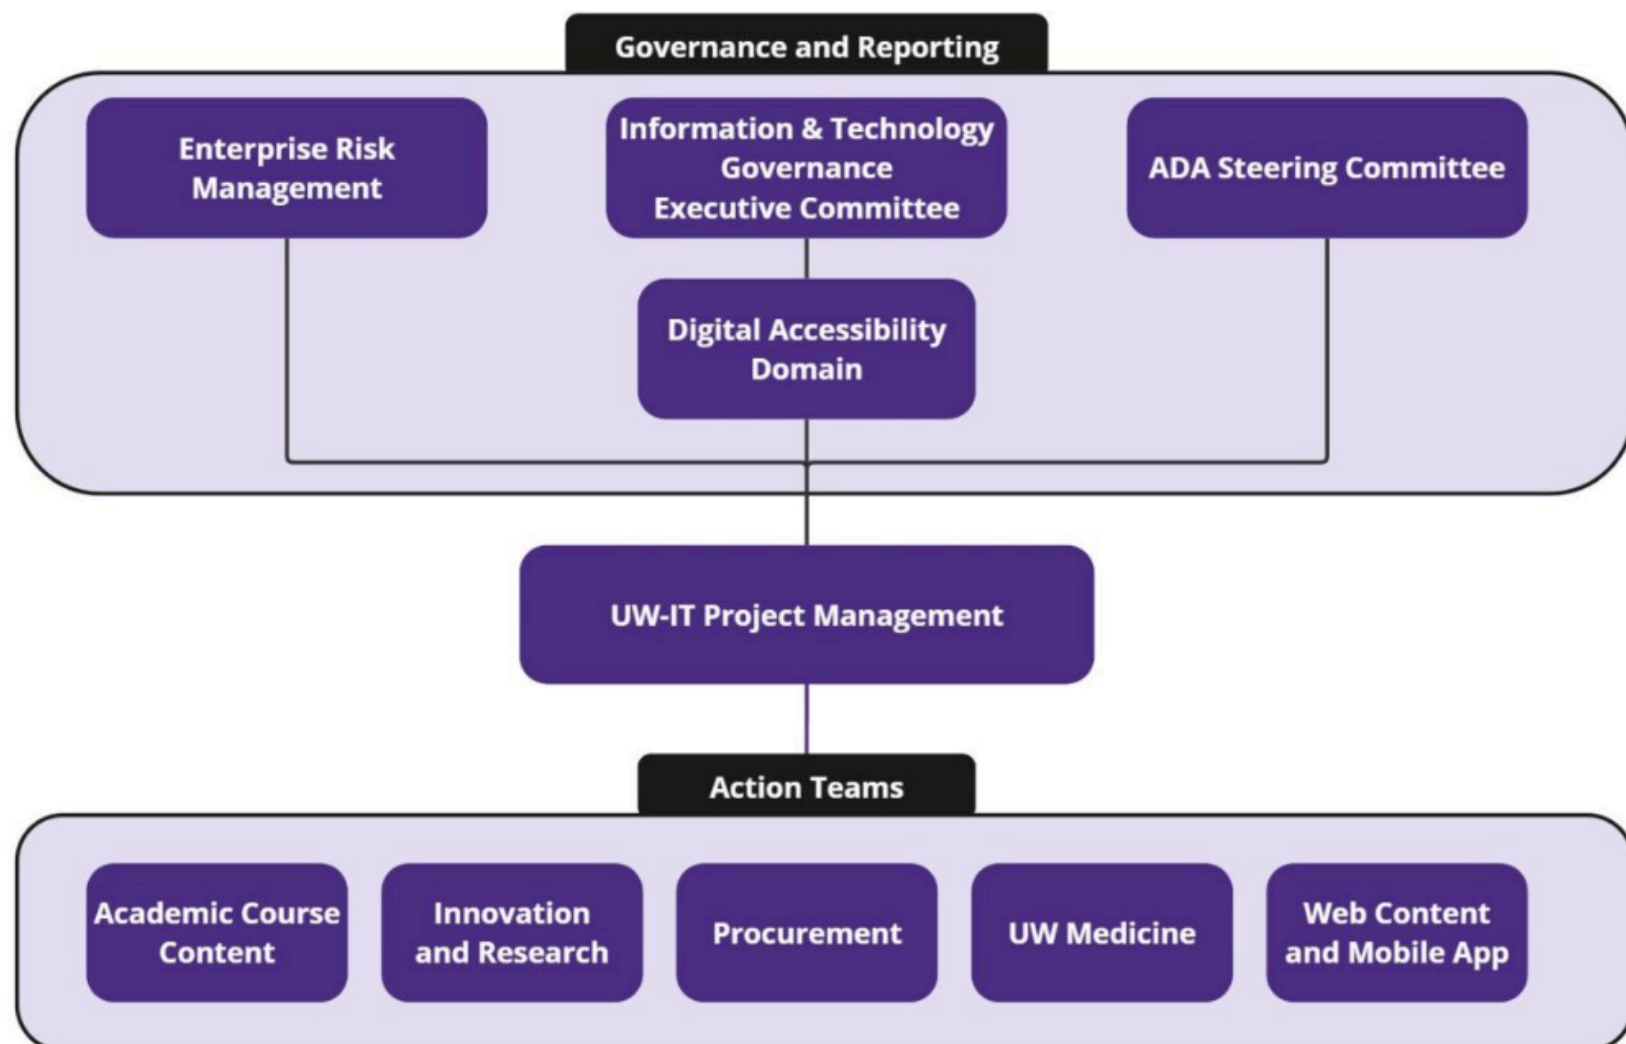 Governance and Reporting
Enterprise Risk
Management
Information & Technology
Governance
Executive Committee
ADA Steering Committee
Digital Accessibility
Domain
UW-IT Project Management
Action Teams
Academic Course
Content
Innovation
and Research
Procurement
UW Medicine
Web Content
and Mobile App